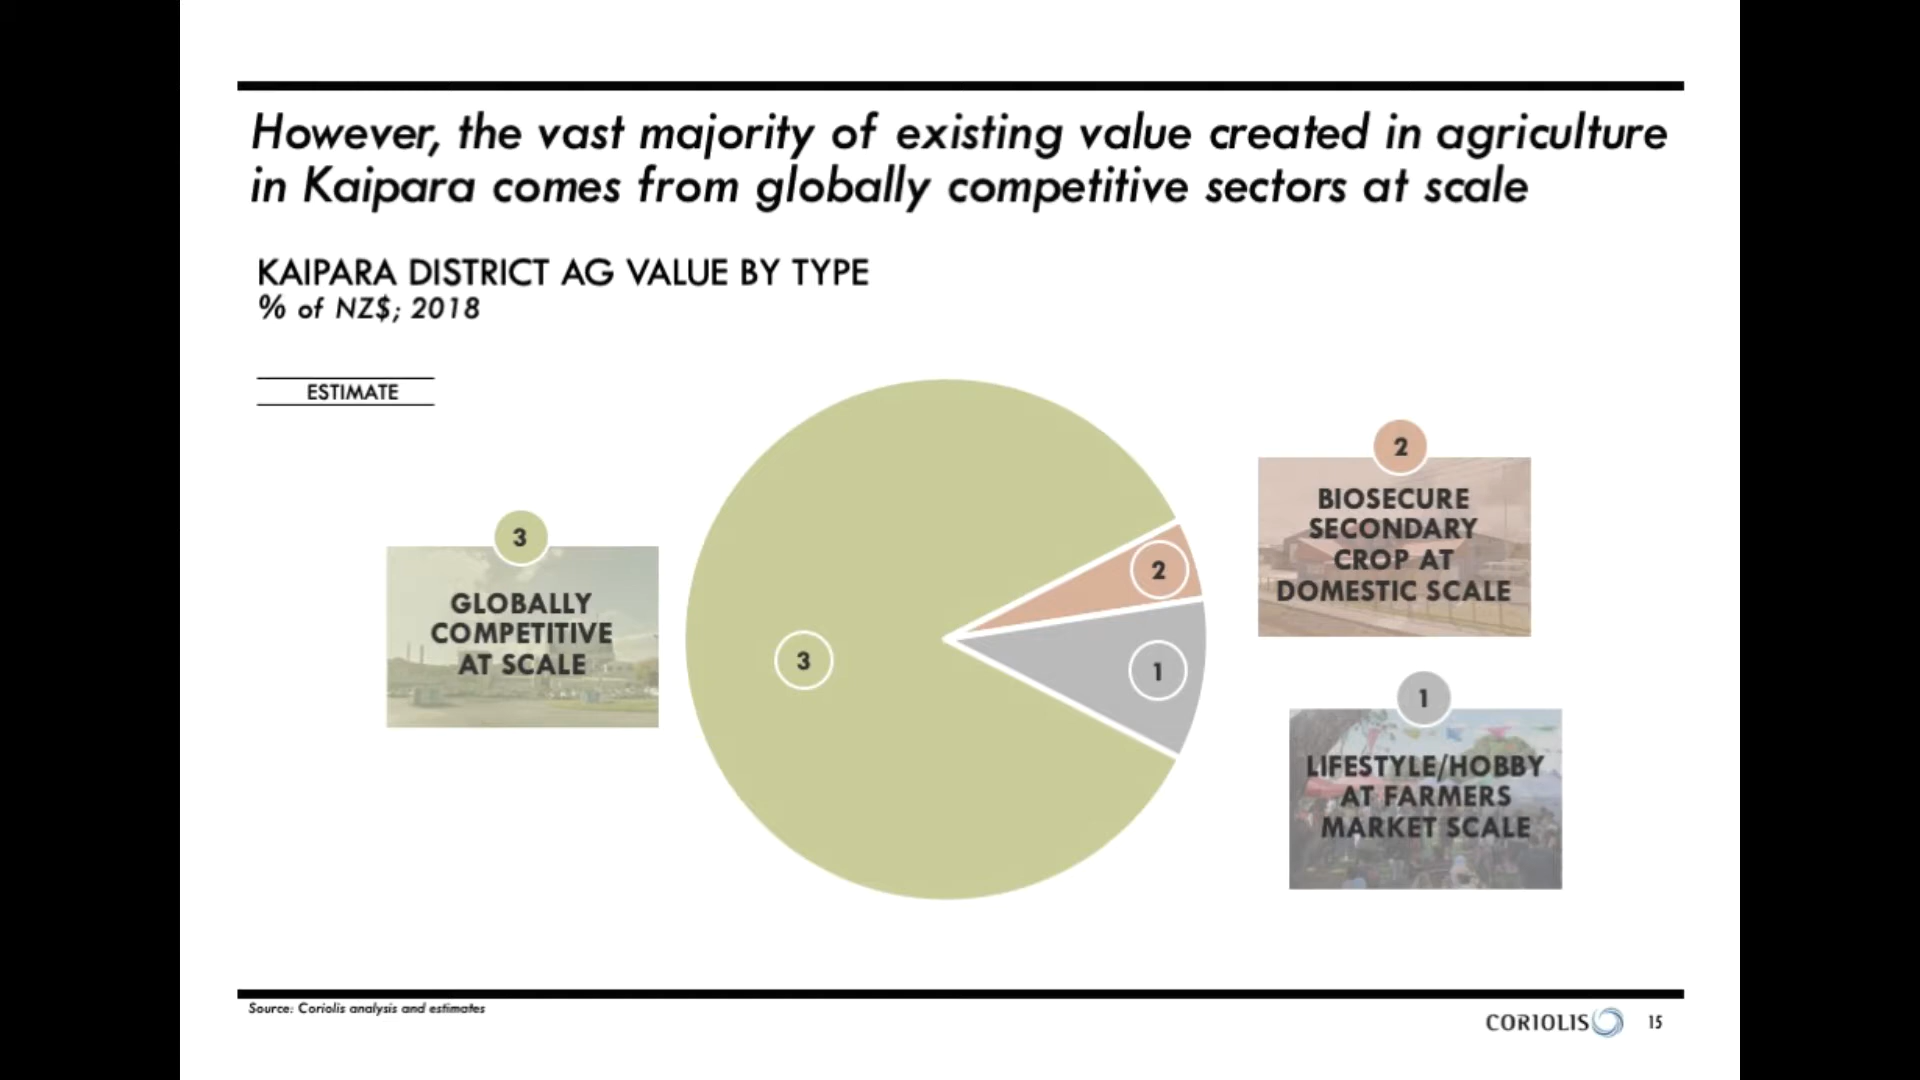 However, the vast majority of existing value created in agriculture
in Kaipara comes from globally competitive sectors at scale
KAIPARA DISTRICT AG VALUE BY TYPE
% of NZ$; 2018
ESTIMATE
3
GLOBALLY
COMPETITIVE
AT SCALE
3
2
1
2
BIOSECURE
SECONDARY
CROP AT
DOMESTIC SCALE
1
LIFESTYLE/HOBBY
AT FARMERS
MARKET SCALE
Source: Coriolis analysis and estimates
CORIOLIS
15